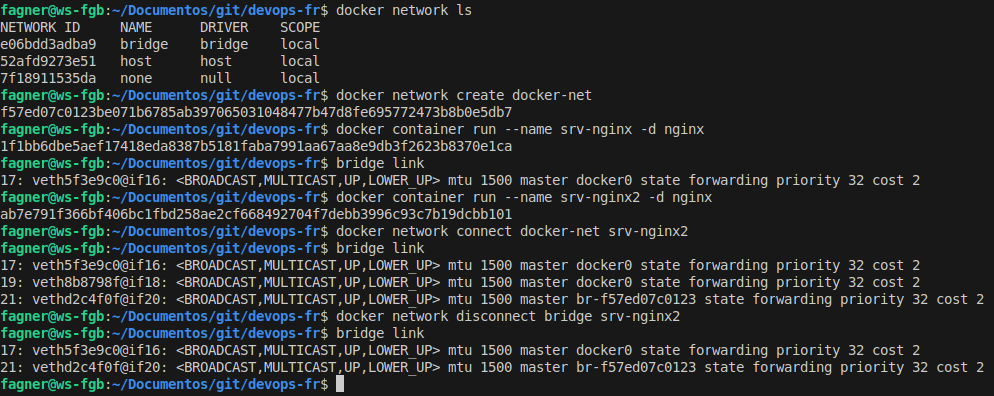 fagner@ws-fgb:~/Documentos/git/devops-fr$ docker network ls
NETWORK ID     NAME      DRIVER    SCOPE
e06bdd3adba9   bridge    bridge    local
52afd9273e51   host      host      local
7f18911535da   none      null      local
fagner@ws-fgb:~/Documentos/git/devops-fr$ docker network create docker-net
f57ed07c0123be071b6785ab397065031048477b47d8fe695772473b8b0e5db7
fagner@ws-fgb:~/Documentos/git/devops-fr$ docker container run --name srv-nginx -d nginx
1f1bb6dbe5aef17418eda8387b5181faba7991aa67aa8e9db3f2623b8370e1ca
fagner@ws-fgb:~/Documentos/git/devops-fr$ bridge link
17: veth5f3e9c0@if16: <BROADCAST,MULTICAST,UP,LOWER_UP> mtu 1500 master docker0 state forwarding priority 32 cost 2
fagner@ws-fgb:~/Documentos/git/devops-fr$ docker container run --name srv-nginx2 -d nginx
ab7e791f366bf406bc1fbd258ae2cf668492704f7debb3996c93c7b19dcbb101
fagner@ws-fgb:~/Documentos/git/devops-fr$ docker network connect docker-net srv-nginx2
fagner@ws-fgb:~/Documentos/git/devops-fr$ bridge link
17: veth5f3e9c0@if16: <BROADCAST,MULTICAST,UP,LOWER_UP> mtu 1500 master docker0 state forwarding priority 32 cost 2
19: veth8b8798f@if18: <BROADCAST,MULTICAST,UP,LOWER_UP> mtu 1500 master docker0 state forwarding priority 32 cost 2
21: vethd2c4f0f@if20: <BROADCAST,MULTICAST,UP,LOWER_UP> mtu 1500 master br-f57ed07c0123 state forwarding priority 32 cost 2
fagner@ws-fgb:~/Documentos/git/devops-fr$ docker network disconnect bridge srv-nginx2
fagner@ws-fgb:~/Documentos/git/devops-fr$ bridge link
17: veth5f3e9c0@if16: <BROADCAST,MULTICAST,UP,LOWER_UP> mtu 1500 master docker0 state forwarding priority 32 cost 2
21: vethd2c4f0f@if20: <BROADCAST,MULTICAST,UP,LOWER_UP> mtu 1500 master br-f57ed07c0123 state forwarding priority 32 cost 2
fagner@ws-fgb:~/Documentos/git/devops-fr$